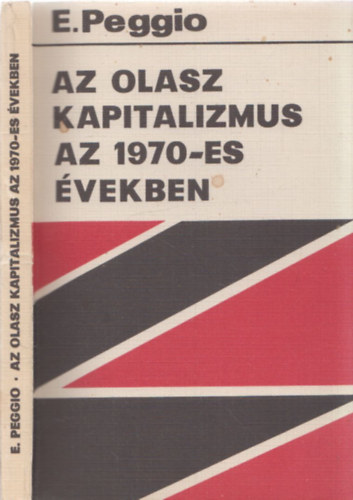 E.Peggio
AZ OLASZ
KAPITALIZMUS
AZ 1970-ES
ÉVEKBEN
E. PEGGIO · AZ OLASZ KAPITALIZMUS AZ 1970-ES ÉVEKBEN